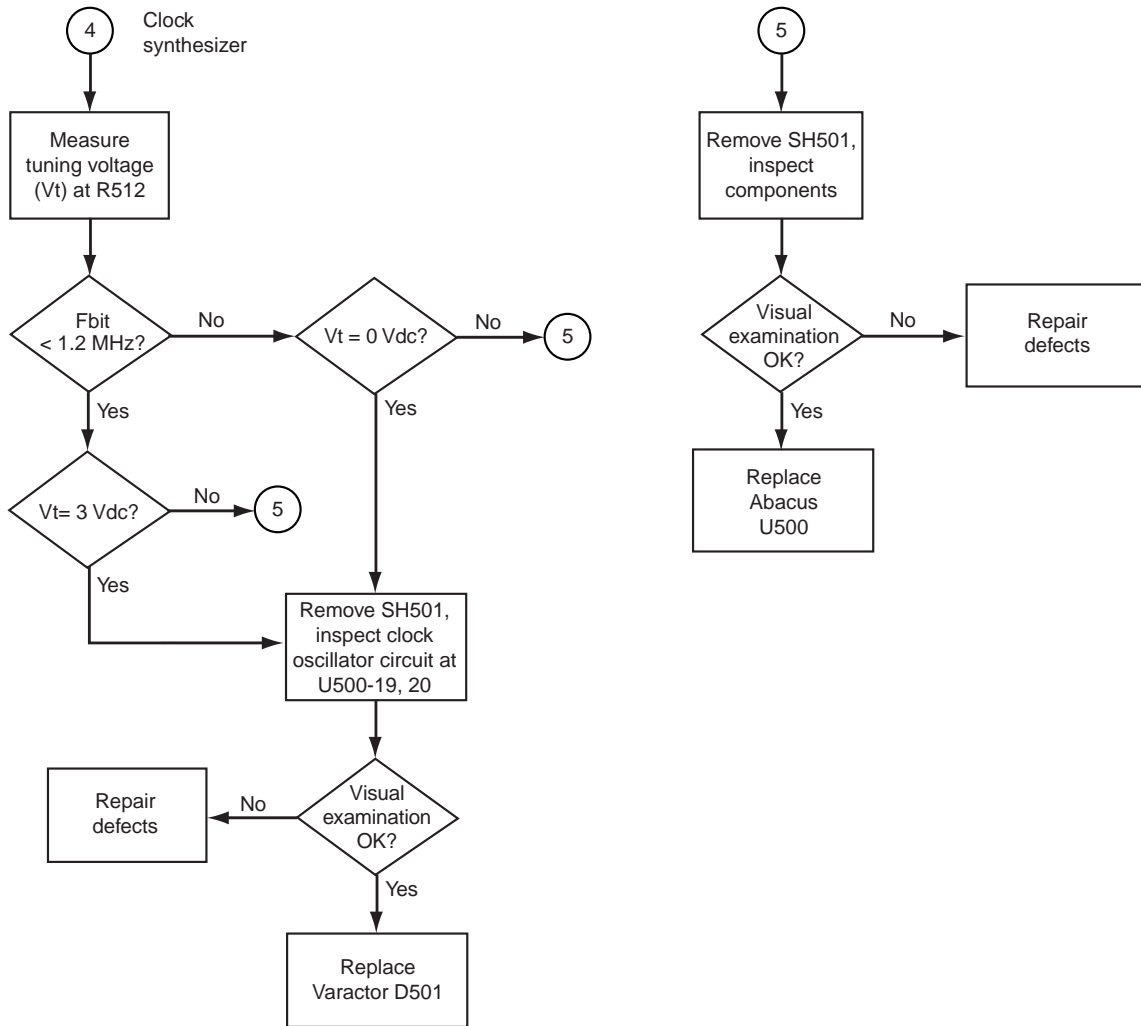 4
Clock
synthesizer
Measure
tuning voltage
(Vt) at R512
Fbit
< 1.2 MHz?
No
Vt = 0 Vdc?
No
5
Yes
Yes
Vt= 3 Vdc?
No
5
Yes
Remove SH501,
inspect clock
oscillator circuit at
U500-19, 20
Visual
examination
OK?
No
Repair
defects
Yes
Replace
Varactor D501
5
Remove SH501,
inspect
components
Visual
examination
OK?
No
Repair
defects
Yes
Replace
Abacus
U500